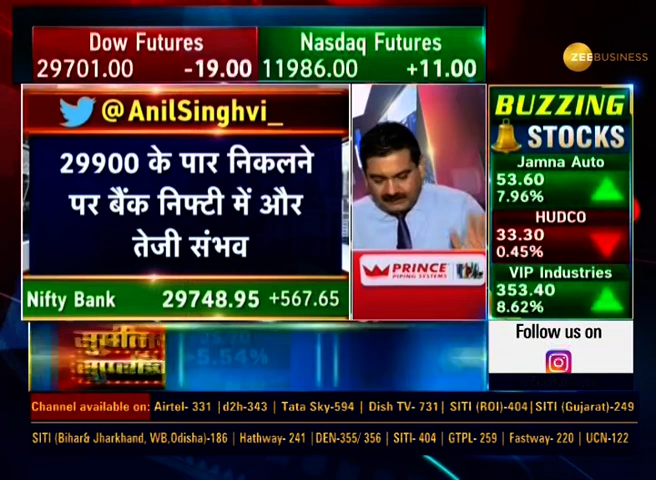 Dow Futures
29701.00 -19.00
Nasdaq Futures
11986.00 +11.00
ZEEBUSINESS
@AnilSinghvi_
29900 के पार निकलने
पर बैंक निफ्टी में और
तेजी संभव
Nifty Bank 29748.95 +567.65
PRINCE
PIPING SYSTEMS
BUZZING
STOCKS
Jamna Auto
53.60
7.96%
HUDCO
33.30
0.45%
VIP Industries
353.40
8.62%
Follow us on
+5.54%
Channel available on: Airtel- 331 | d2h-343 | Tata Sky-594 | Dish TV- 731 | SITI (ROI)-404 | SITI (Gujarat)-249
SITI (Bihar& Jharkhand, WB,Odisha)-186 | Hathway- 241 | DEN-355/ 356 | SITI- 404 | GTPL- 259 | Fastway- 220 | UCN-122